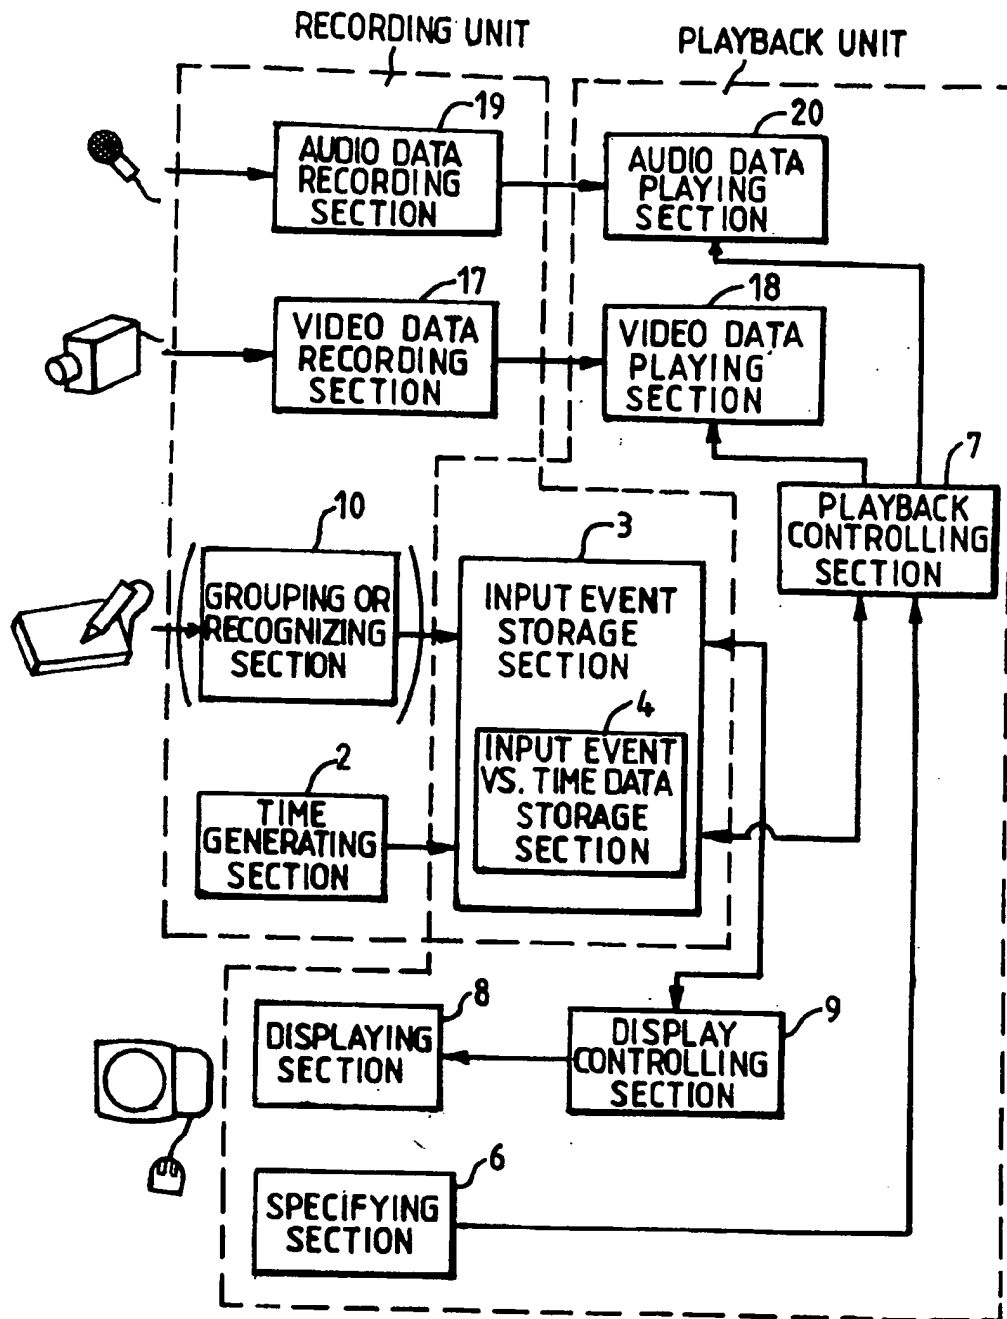 RECORDING UNIT
PLAYBACK UNIT
19
AUDIO DATA
RECORDING
SECTION
20
AUDIO DATA
PLAYING
SECTION
17
VIDEO DATA
RECORDING
SECTION
18
VIDEO DATA
PLAYING
SECTION
7
PLAYBACK
CONTROLLING
SECTION
10
GROUPING OR
RECOGNIZING
SECTION
3
INPUT EVENT
STORAGE
SECTION
4
INPUT EVENT
VS. TIME DATA
STORAGE
SECTION
2
TIME
GENERATING
SECTION
8
DISPLAYING
SECTION
9
DISPLAY
CONTROLLING
SECTION
6
SPECIFYING
SECTION